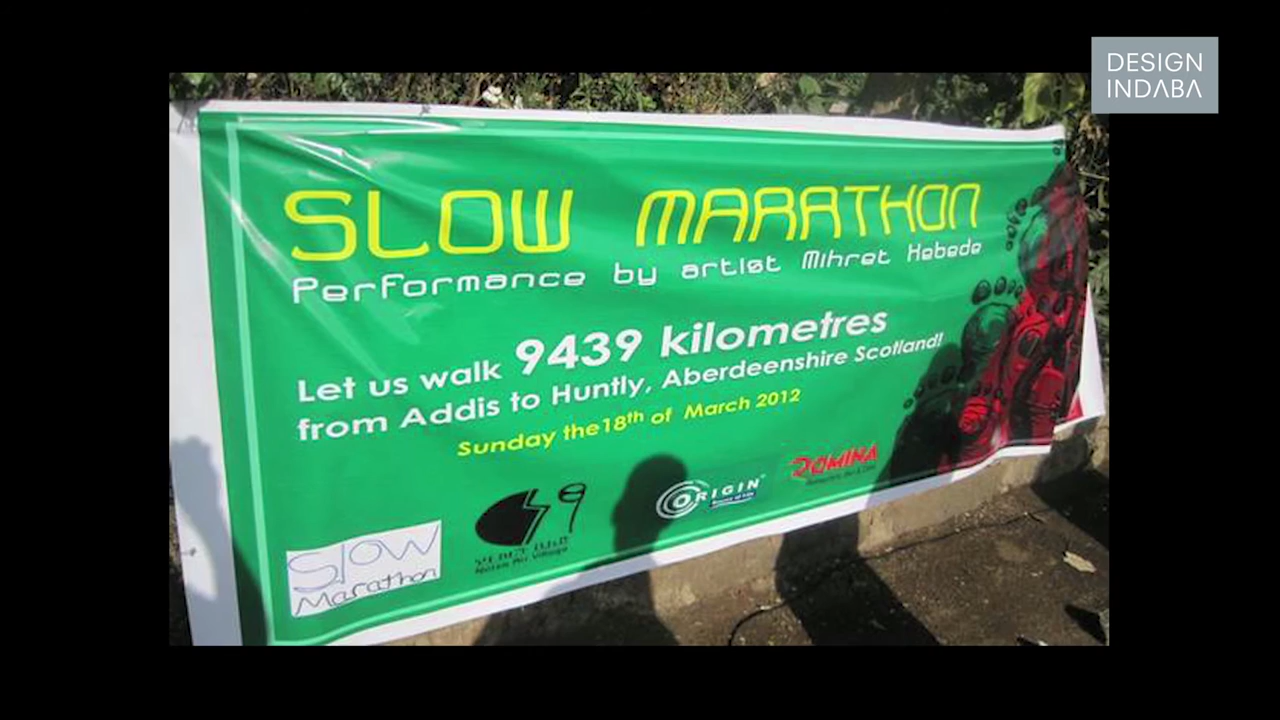 DESIGN
INDABA
SLOW MARATHON
Performance by artist Mihret Kebede
Let us walk 9439 kilometres
from Addis to Huntly, Aberdeenshire Scotland!
Sunday the18th of March 2012
ORIGIN
ROMINA
Slow
Marathon